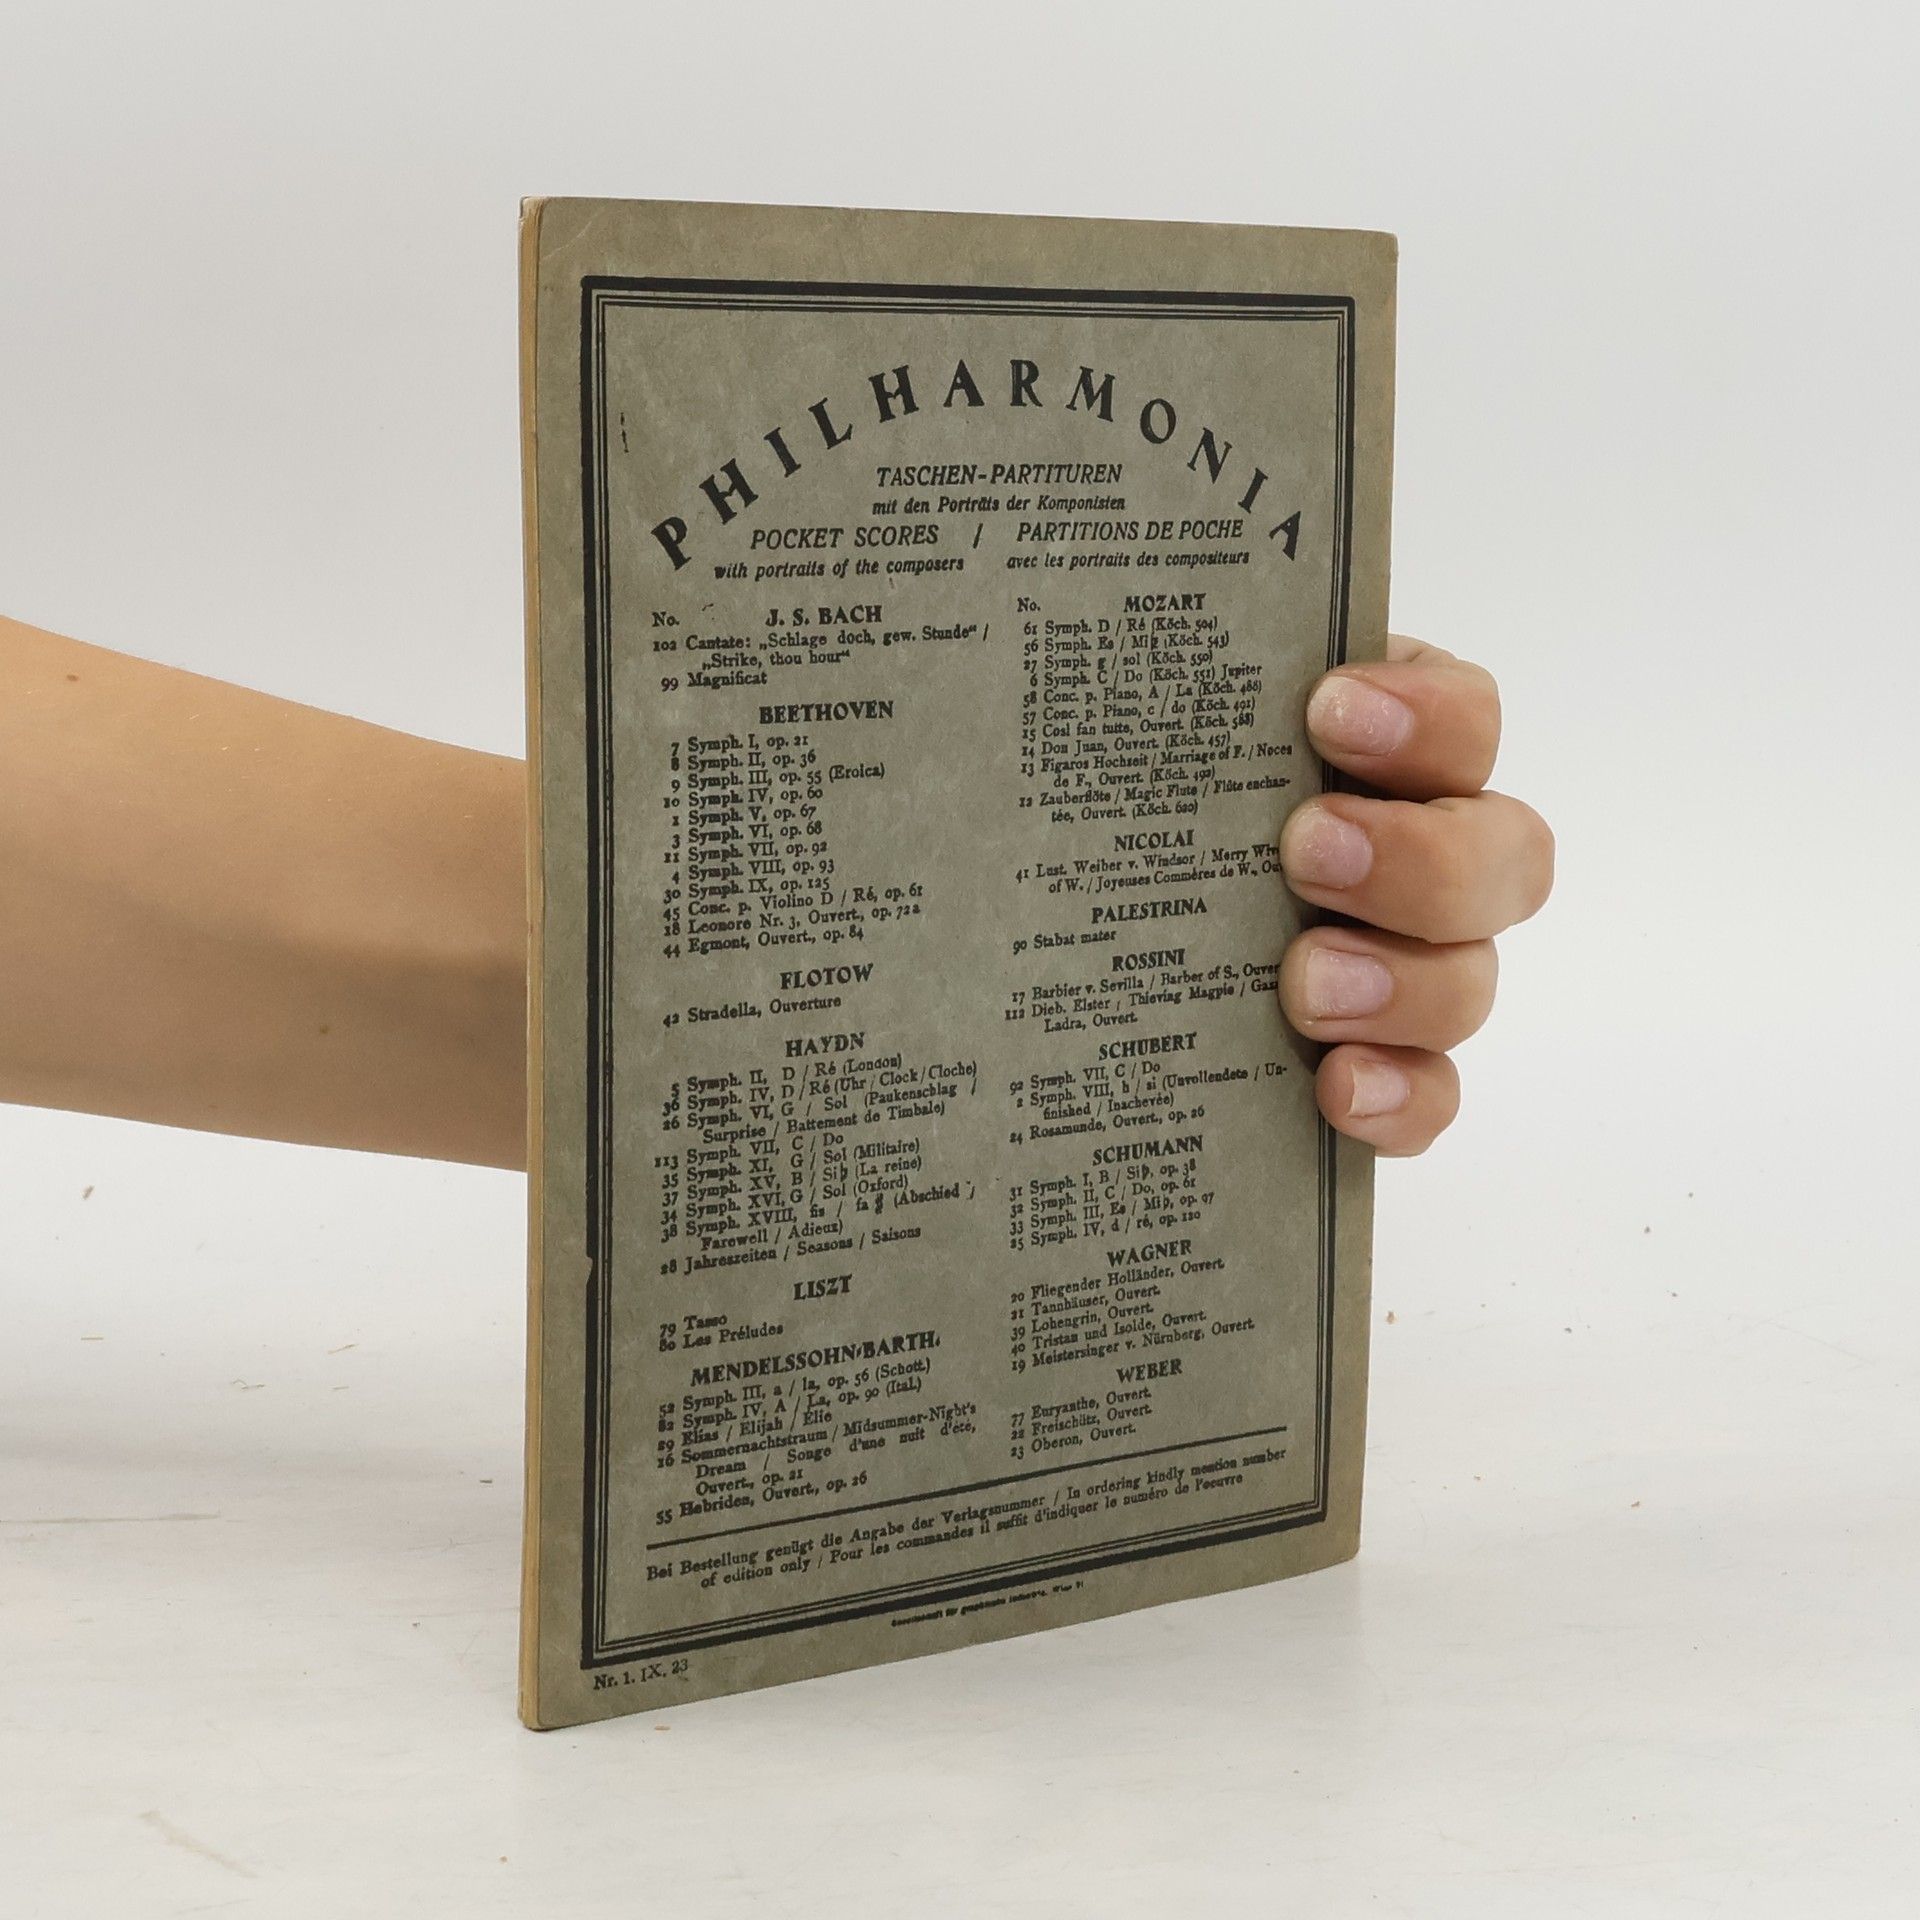 PHILHARMONIA
TASCHEN-PARTITUREN
mit den Porträts der Komponisten
POCKET SCORES / PARTITIONS DE POCHE
with portraits of the composers avec les portraits des compositeurs
No. J. S. BACH
102 Cantate: „Schlage doch, gew. Stunde“ /
„Strike, thou hour“
99 Magnificat
BEETHOVEN
7 Symph. I, op. 21
8 Symph. II, op. 36
9 Symph. III, op. 55 (Eroica)
10 Symph. IV, op. 60
1 Symph. V, op. 67
3 Symph. VI, op. 68
11 Symph. VII, op. 92
4 Symph. VIII, op. 93
30 Symph. IX, op. 125
45 Conc. p. Violino D / Ré, op. 61
18 Leonore Nr. 3, Ouvert., op. 72a
44 Egmont, Ouvert., op. 84
FLOTOW
42 Stradella, Ouverture
HAYDN
5 Symph. II, D / Ré (London)
36 Symph. IV, D / Ré (Uhr / Clock / Cloche)
26 Symph. VI, G / Sol (Paukenschlag /
Surprise / Battement de Timbale)
113 Symph. VII, C / Do
35 Symph. XI, G / Sol (Militaire)
37 Symph. XV, B / Si♭ (La reine)
34 Symph. XVI, G / Sol (Oxford)
38 Symph. XVIII, fis / fa ♯ (Abschied /
Farewell / Adieux)
28 Jahreszeiten / Seasons / Saisons
LISZT
79 Tasso
80 Les Préludes
MENDELSSOHN-BARTH.
52 Symph. III, a / la, op. 56 (Schott.)
82 Symph. IV, A / La, op. 90 (Ital.)
29 Elias / Elijah / Élie
16 Sommernachtstraum / Midsummer-Night's
Dream / Songe d'une nuit d'été,
Ouvert., op. 21
55 Hebriden, Ouvert., op. 26
No. MOZART
61 Symph. D / Ré (Köch. 504)
56 Symph. Es / Mi♭ (Köch. 543)
27 Symph. g / sol (Köch. 550)
6 Symph. C / Do (Köch. 551) Jupiter
58 Conc. p. Piano, A / La (Köch. 488)
57 Conc. p. Piano, c / do (Köch. 491)
15 Cosi fan tutte, Ouvert. (Köch. 588)
14 Don Juan, Ouvert. (Köch. 457)
13 Figaros Hochzeit / Marriage of F. / Noces
de F., Ouvert. (Köch. 492)
12 Zauberflöte / Magic Flute / Flûte enchan-
tée, Ouvert. (Köch. 620)
NICOLAI
41 Lust. Weiber v. Windsor / Merry
of W. / Joyeuses Commères de W.,
PALESTRINA
90 Stabat mater
ROSSINI
17 Barbier v. Sevilla / Barber of S.,
112 Dieb. Elster / Thieving Magpie /
Ladra, Ouvert.
SCHUBERT
92 Symph. VII, C / Do
2 Symph. VIII, h / si (Unvollendete / Un-
finished / Inachevée)
24 Rosamunde, Ouvert., op. 26
SCHUMANN
31 Symph. I, B / Si♭, op. 38
32 Symph. II, C / Do, op. 61
33 Symph. III, Es / Mi♭, op. 97
25 Symph. IV, d / ré, op. 120
WAGNER
20 Fliegender Holländer, Ouvert.
21 Tannhäuser, Ouvert.
39 Lohengrin, Ouvert.
40 Tristan und Isolde, Ouvert.
19 Meistersinger v. Nürnberg, Ouvert.
WEBER
77 Euryanthe, Ouvert.
22 Freischütz, Ouvert.
23 Oberon, Ouvert.
Bei Bestellung genügt die Angabe der Verlagsnummer / In ordering kindly mention number
of edition only / Pour les commandes il suffit d'indiquer le numéro de l'oeuvre
Gesellschaft für graphische Industrie, Wien
Nr. 1. IX. 23